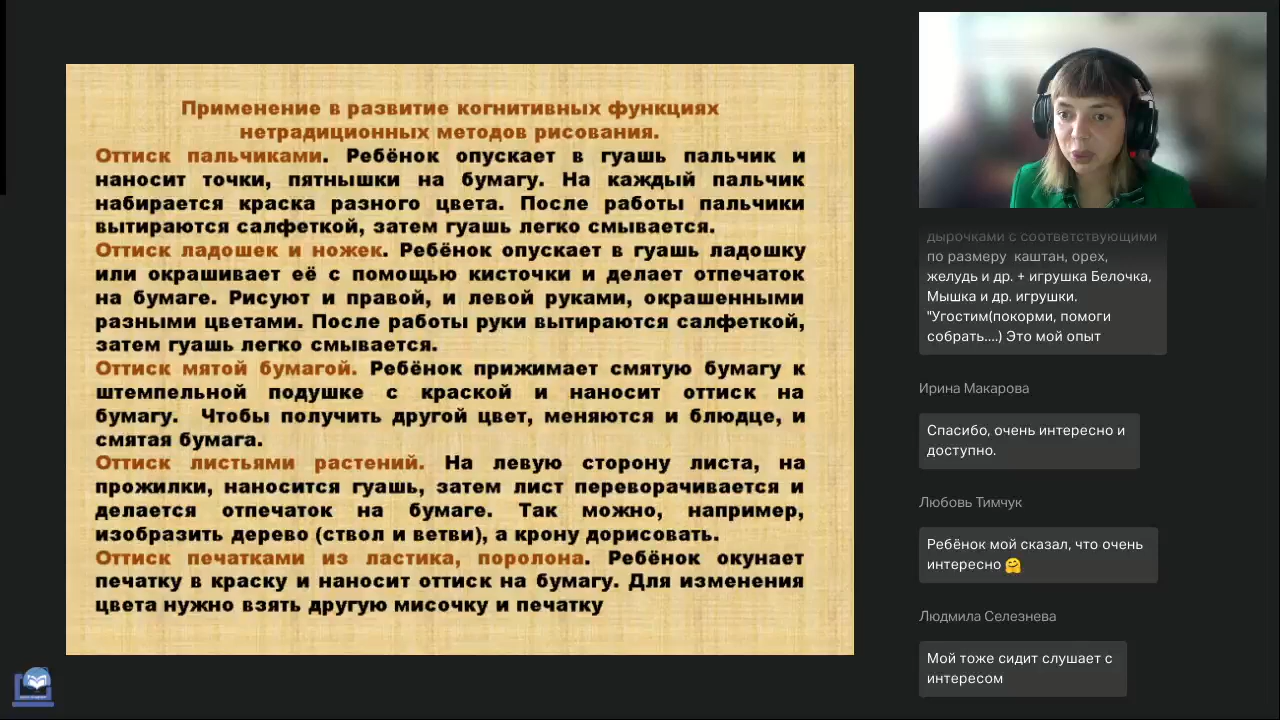 Применение в развитие когнитивных функциях
нетрадиционных методов рисования.
Оттиск пальчиками. Ребёнок опускает в гуашь пальчик и
наносит точки, пятнышки на бумагу. На каждый пальчик
набирается краска разного цвета. После работы пальчики
вытираются салфеткой, затем гуашь легко смывается.
Оттиск ладошек и ножек. Ребёнок опускает в гуашь ладошку
или окрашивает её с помощью кисточки и делает отпечаток
на бумаге. Рисуют и правой, и левой руками, окрашенными
разными цветами. После работы руки вытираются салфеткой,
затем гуашь легко смывается.
Оттиск мятой бумагой. Ребёнок прижимает смятую бумагу к
штемпельной подушке с краской и наносит оттиск на
бумагу. Чтобы получить другой цвет, меняются и блюдце, и
смятая бумага.
Оттиск листьями растений. На левую сторону листа, на
прожилки, наносится гуашь, затем лист переворачивается и
делается отпечаток на бумаге. Так можно, например,
изобразить дерево (ствол и ветви), а крону дорисовать.
Оттиск печатками из ластика, поролона. Ребёнок окунает
печатку в краску и наносит оттиск на бумагу. Для изменения
цвета нужно взять другую мисочку и печатку
дырочками с соответствующими
по размеру каштан, орех,
желудь и др. + игрушка Белочка,
Мышка и др. игрушки.
"Угостим(покорми, помоги
собрать....) Это мой опыт
Ирина Макарова
Спасибо, очень интересно и
доступно.
Любовь Тимчук
Ребёнок мой сказал, что очень
интересно 🤗
Людмила Селезнева
Мой тоже сидит слушает с
интересом